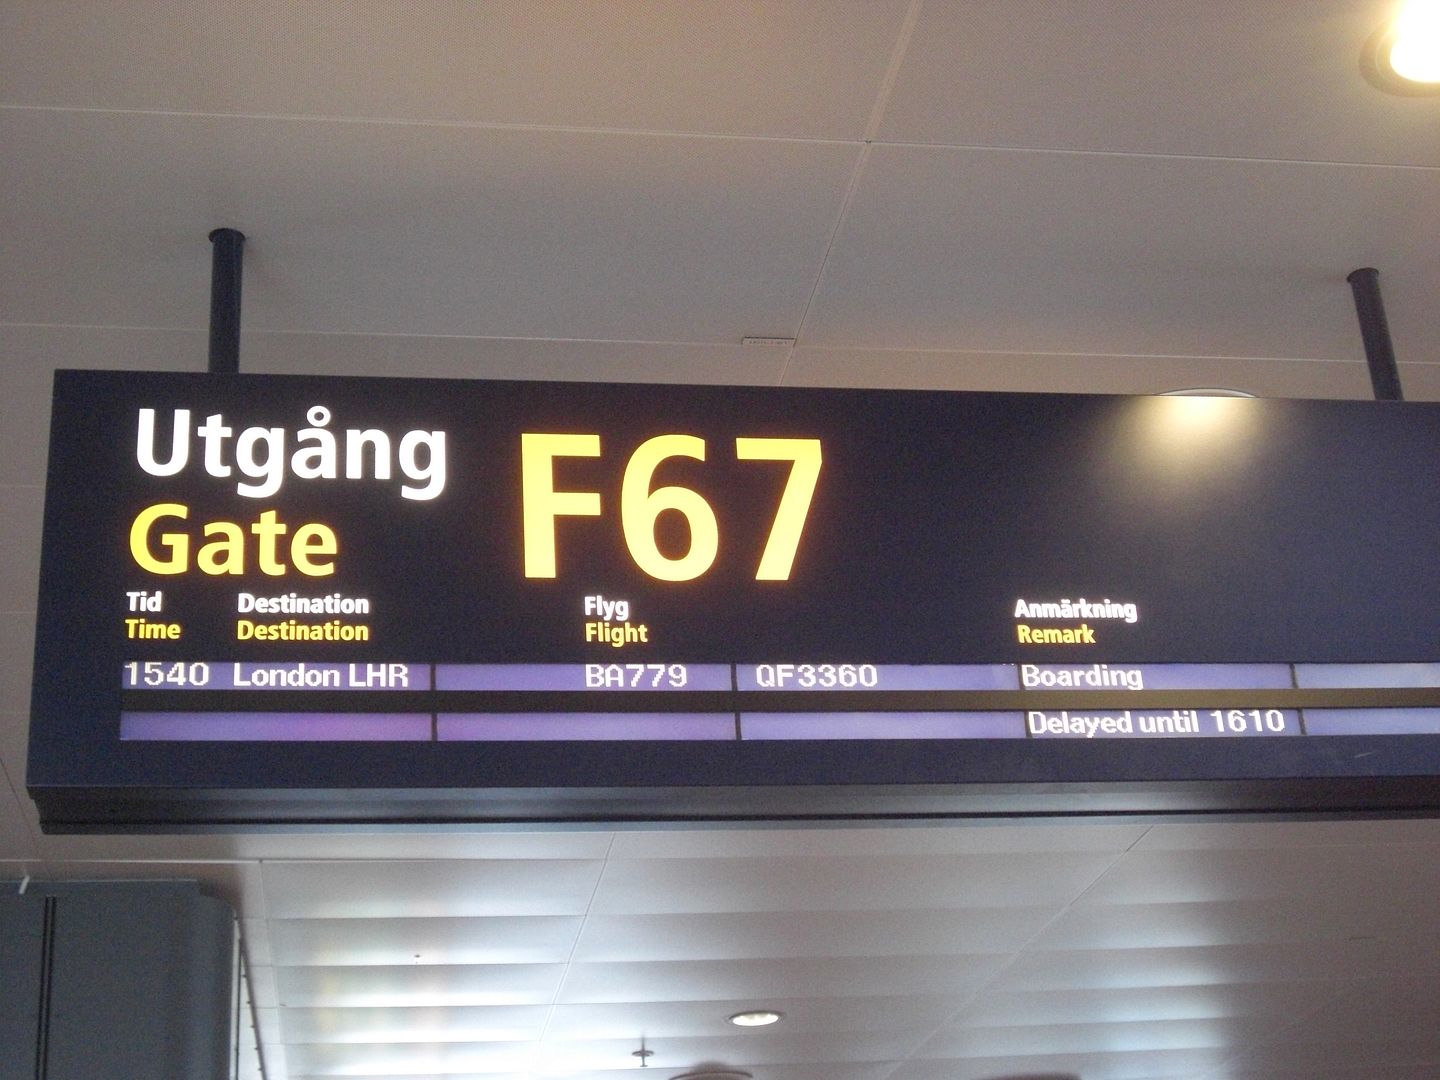 Utgång F67
Gate
Tid Destination Flyg Anmärkning
Time Destination Flight Remark
1540 London LHR BA779 QF3360 Boarding
Delayed until 1610